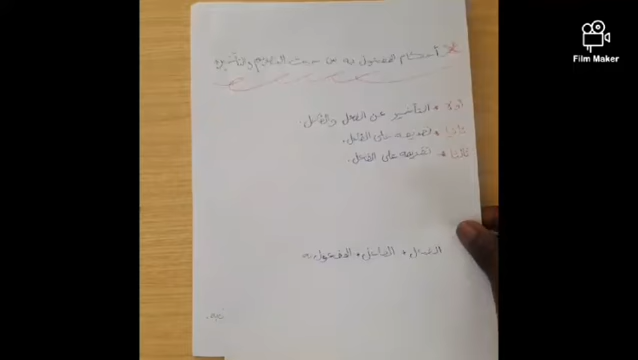 Film Maker
* أحكام المفعول به من حيث التقديم والتأخير
أولا * التأخير عن الفعل والفاعل.
ثانيا * تقديمه على الفاعل.
ثالثا * تقديمه على الفاعل.
الفعل + الفاعل + المفعول به